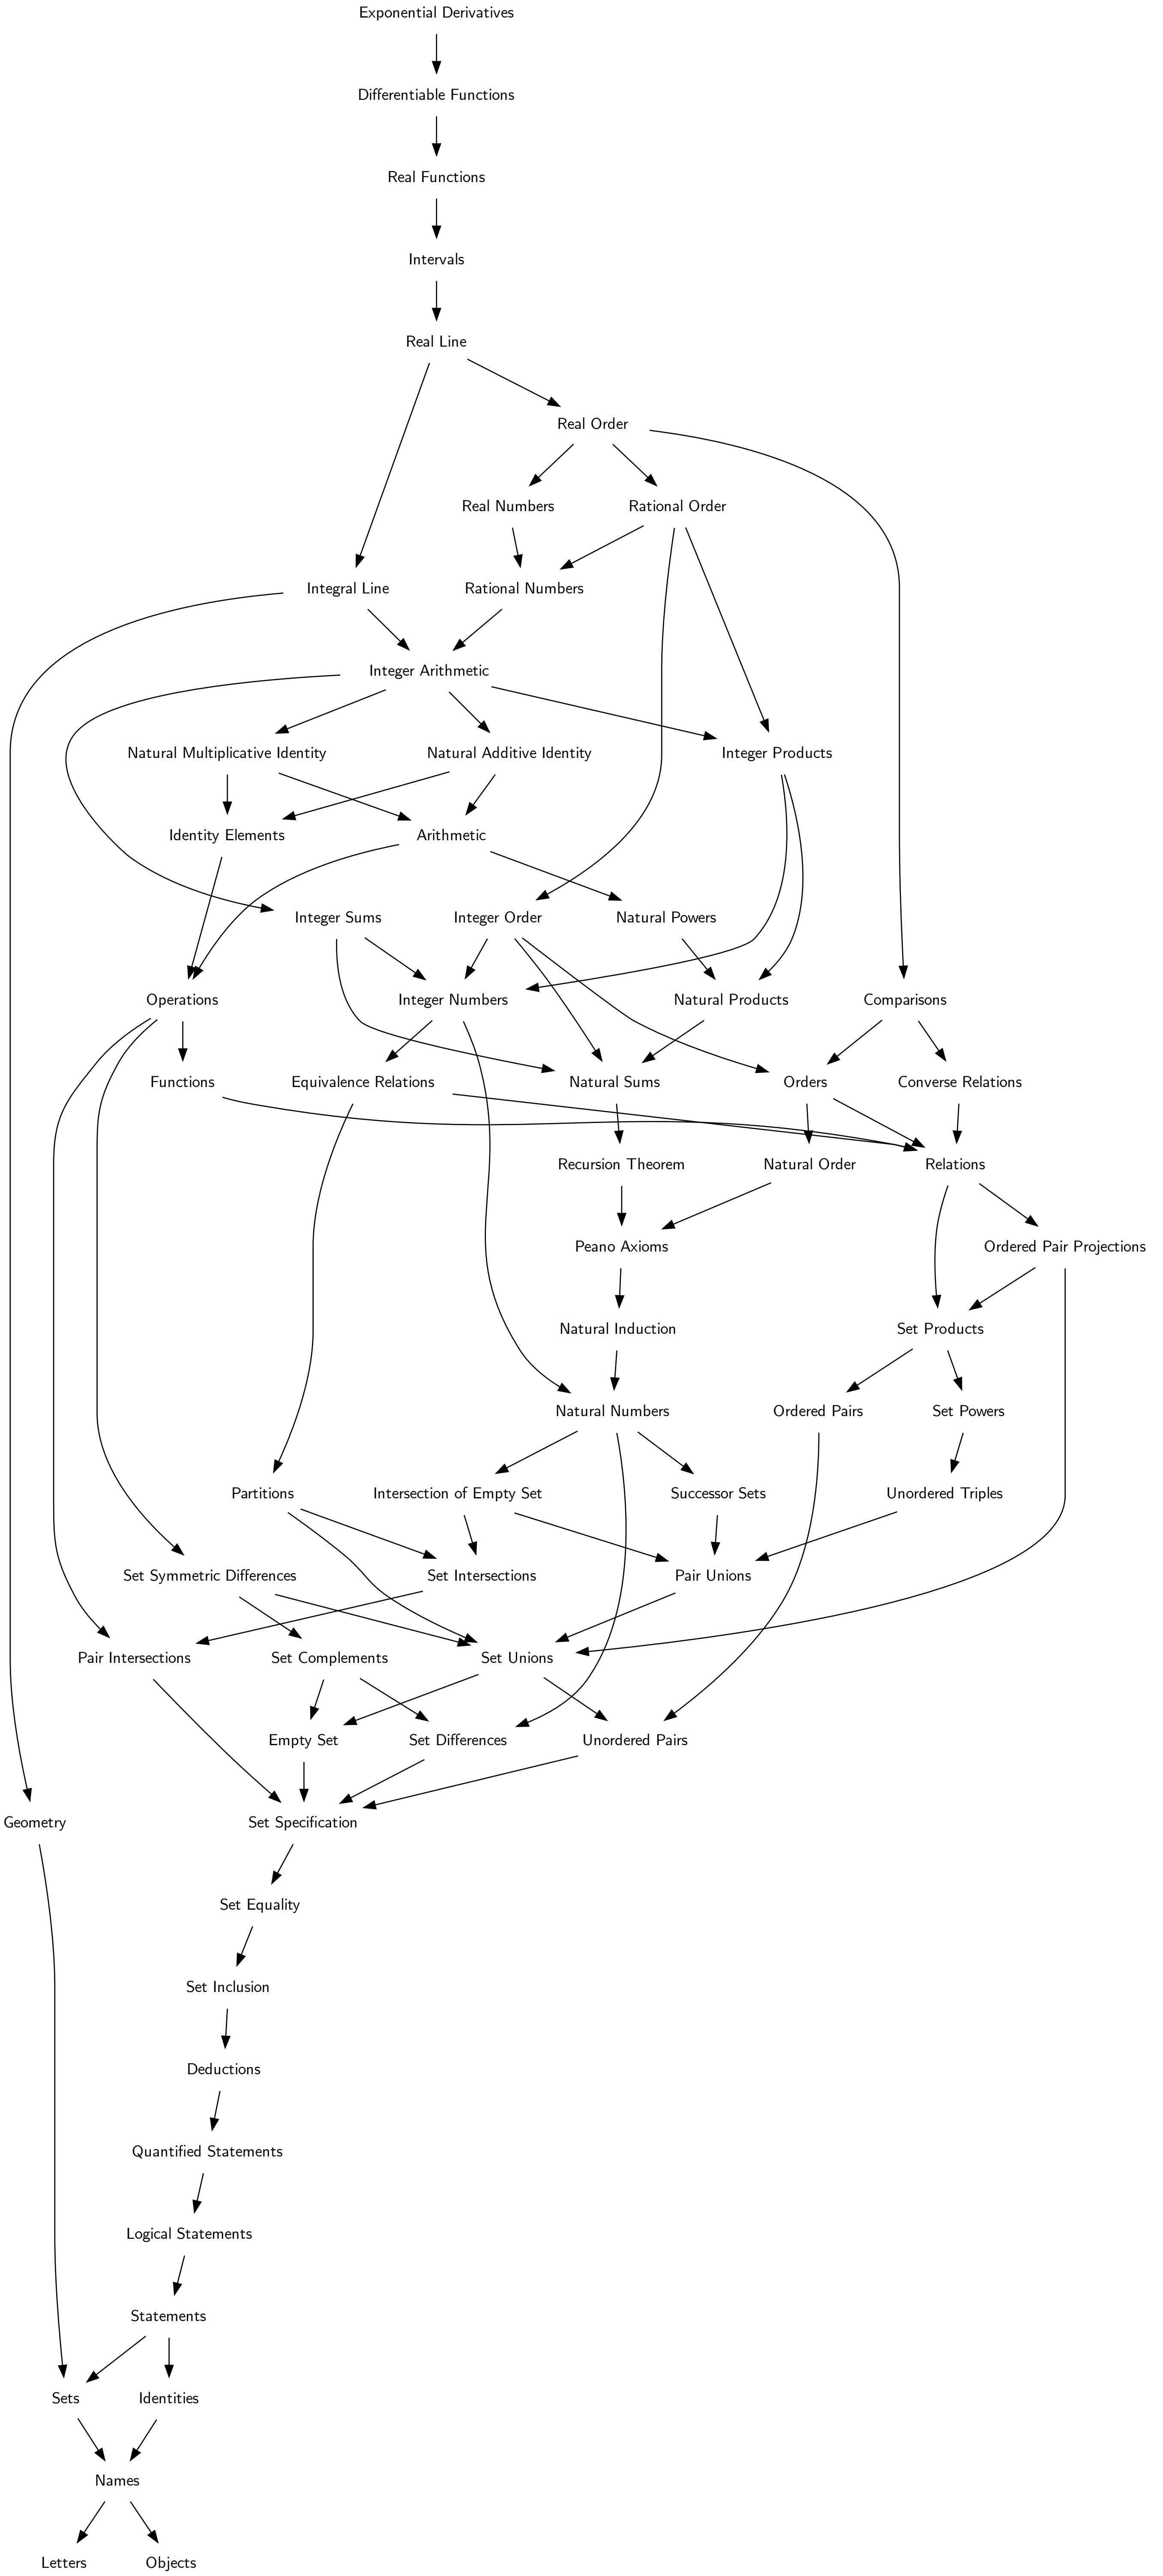 Exponential Derivatives
Differentiable Functions
Real Functions
Intervals
Real Line
Real Order
Real Numbers
Rational Order
Integral Line
Rational Numbers
Integer Arithmetic
Natural Multiplicative Identity
Natural Additive Identity
Integer Products
Identity Elements
Arithmetic
Integer Sums
Integer Order
Natural Powers
Operations
Integer Numbers
Natural Products
Comparisons
Functions
Equivalence Relations
Natural Sums
Orders
Converse Relations
Recursion Theorem
Natural Order
Relations
Peano Axioms
Ordered Pair Projections
Natural Induction
Set Products
Natural Numbers
Ordered Pairs
Set Powers
Partitions
Intersection of Empty Set
Successor Sets
Unordered Triples
Set Symmetric Differences
Set Intersections
Pair Unions
Pair Intersections
Set Complements
Set Unions
Empty Set
Set Differences
Unordered Pairs
Geometry
Set Specification
Set Equality
Set Inclusion
Deductions
Quantified Statements
Logical Statements
Statements
Sets
Identities
Names
Letters
Objects